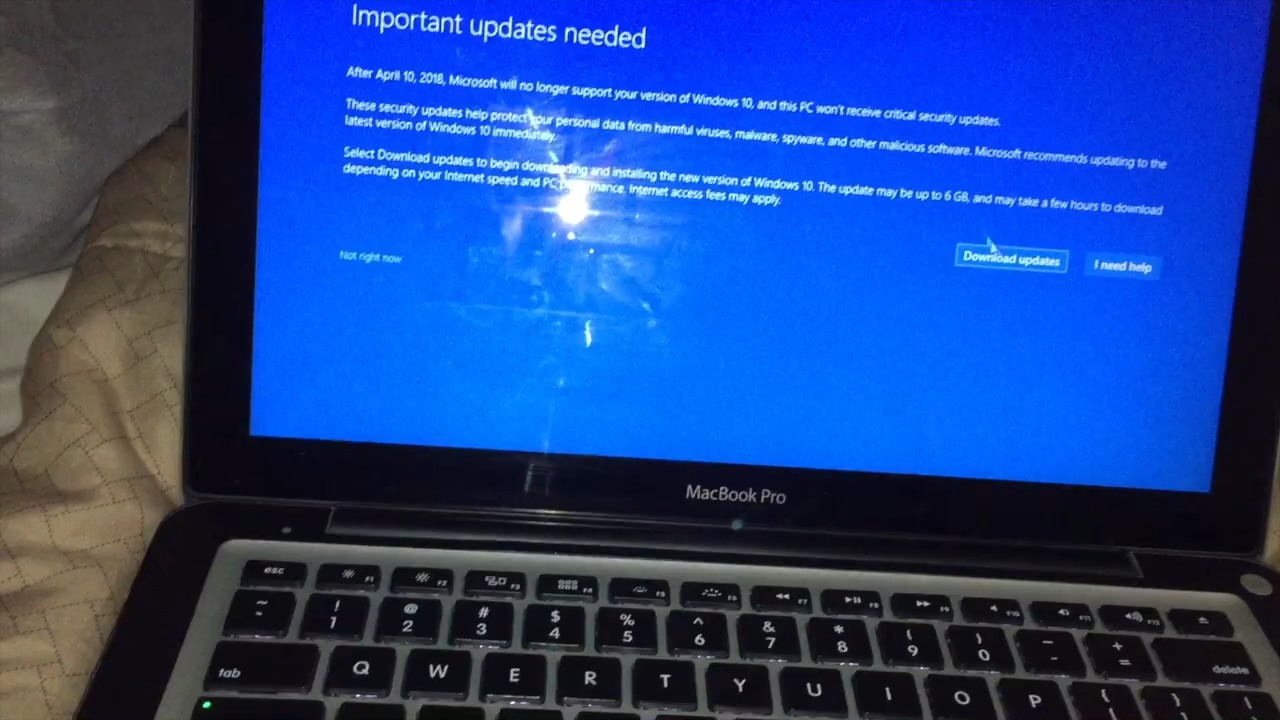 Important updates needed
After April 10, 2018, Microsoft will no longer support your version of Windows 10, and this PC won't receive critical security updates.
These security updates help protect your personal data from harmful viruses, malware, spyware, and other malicious software. Microsoft recommends updating to the
latest version of Windows 10 immediately.
Select Download updates to begin downloading and installing the new version of Windows 10. The update may be up to 6 GB, and may take a few hours to download
depending on your Internet speed and PC performance. Internet access fees may apply.
Not right now
Download updates
I need help
MacBook Pro
esc F1 F2 F3 F4 F5 F6 F7 F8 F9 F10 F11 F12
~ ! @ # $ % ^ & * ( ) _ +
` 1 2 3 4 5 6 7 8 9 0 - = delete
tab Q W E R T Y U I O P { }